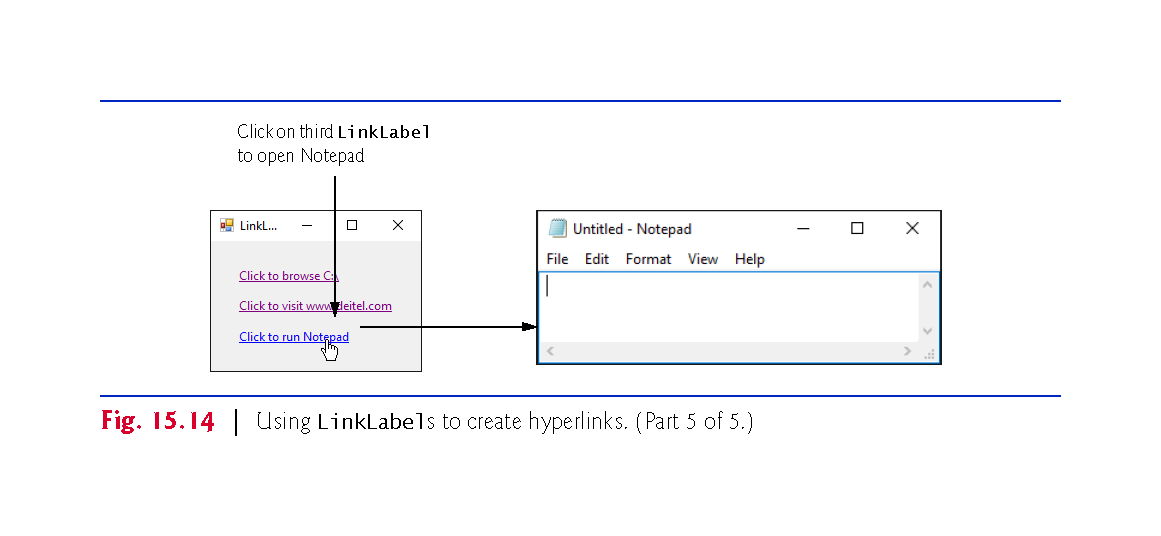 Click on third LinkLabel
to open Notepad
LinkL...
Click to browse C:\
Click to visit www.deitel.com
Click to run Notepad
Untitled - Notepad
File Edit Format View Help
Fig. 15.14 | Using LinkLabels to create hyperlinks. (Part 5 of 5.)